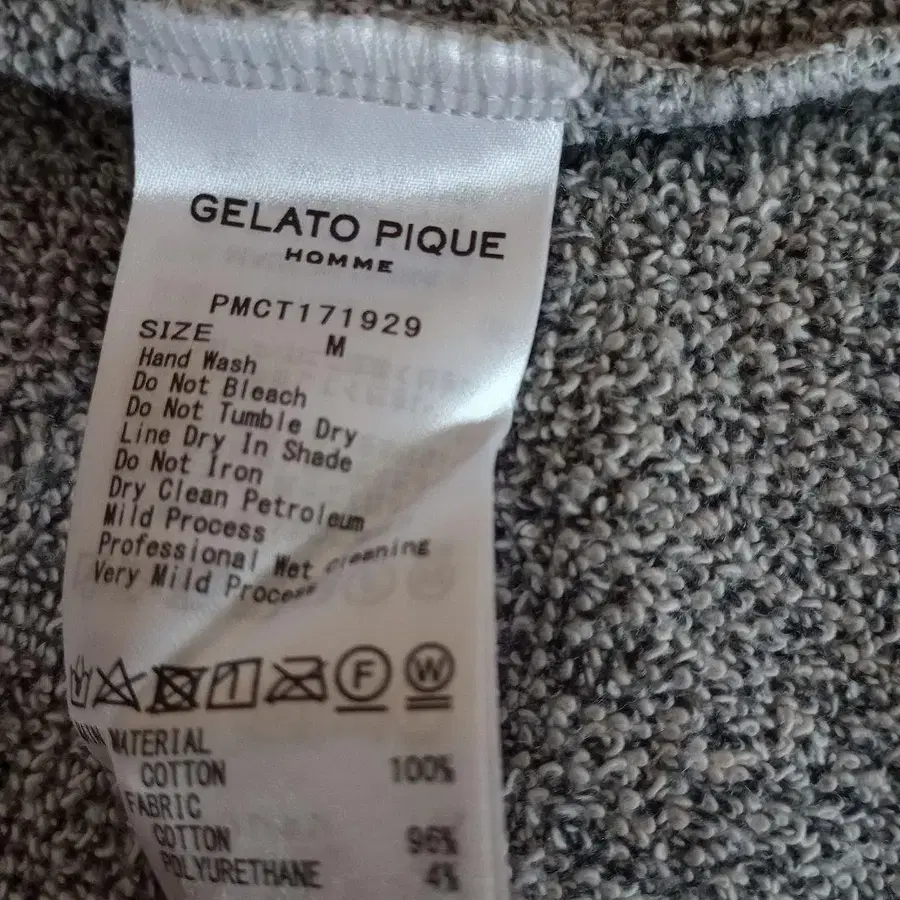 GELATO PIQUE
HOMME
PMCT171929
SIZE M
Hand Wash
Do Not Bleach
Do Not Tumble Dry
Line Dry In Shade
Do Not Iron
Dry Clean Petroleum
Mild Process
Professional Wet cleaning
Very Mild Process
F W
MATERIAL
COTTON 100%
FABRIC
COTTON 96%
POLYURETHANE 4%